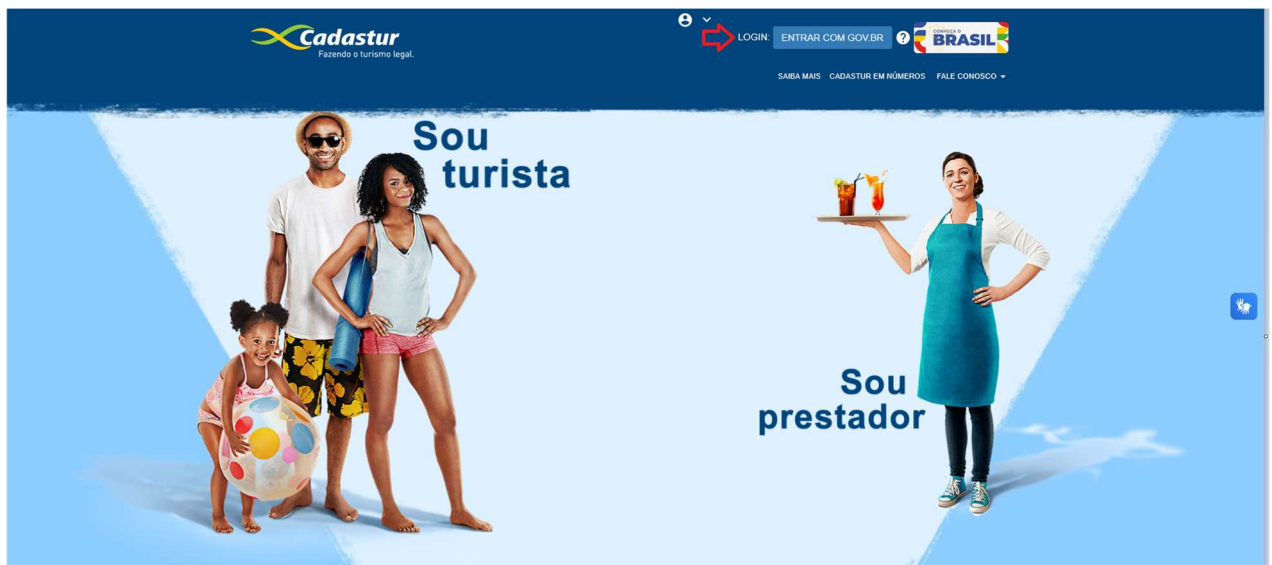 Cadastur
Fazendo o turismo legal.
LOGIN: ENTRAR COM GOV.BR ? CONHEÇA O BRASIL
SAIBA MAIS CADASTUR EM NÚMEROS FALE CONOSCO
Sou
turista
Sou
prestador